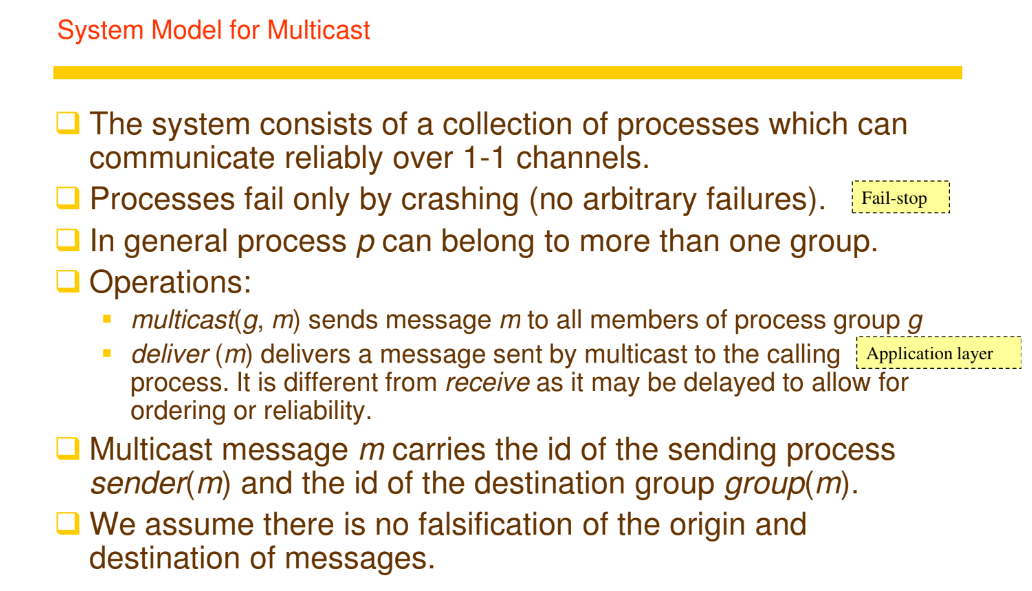 System Model for Multicast
The system consists of a collection of processes which can
communicate reliably over 1-1 channels.
Processes fail only by crashing (no arbitrary failures).
Fail-stop
In general process p can belong to more than one group.
Operations:
multicast(g, m) sends message m to all members of process group g
deliver (m) delivers a message sent by multicast to the calling
Application layer
process. It is different from receive as it may be delayed to allow for
ordering or reliability.
Multicast message m carries the id of the sending process
sender(m) and the id of the destination group group(m).
We assume there is no falsification of the origin and
destination of messages.